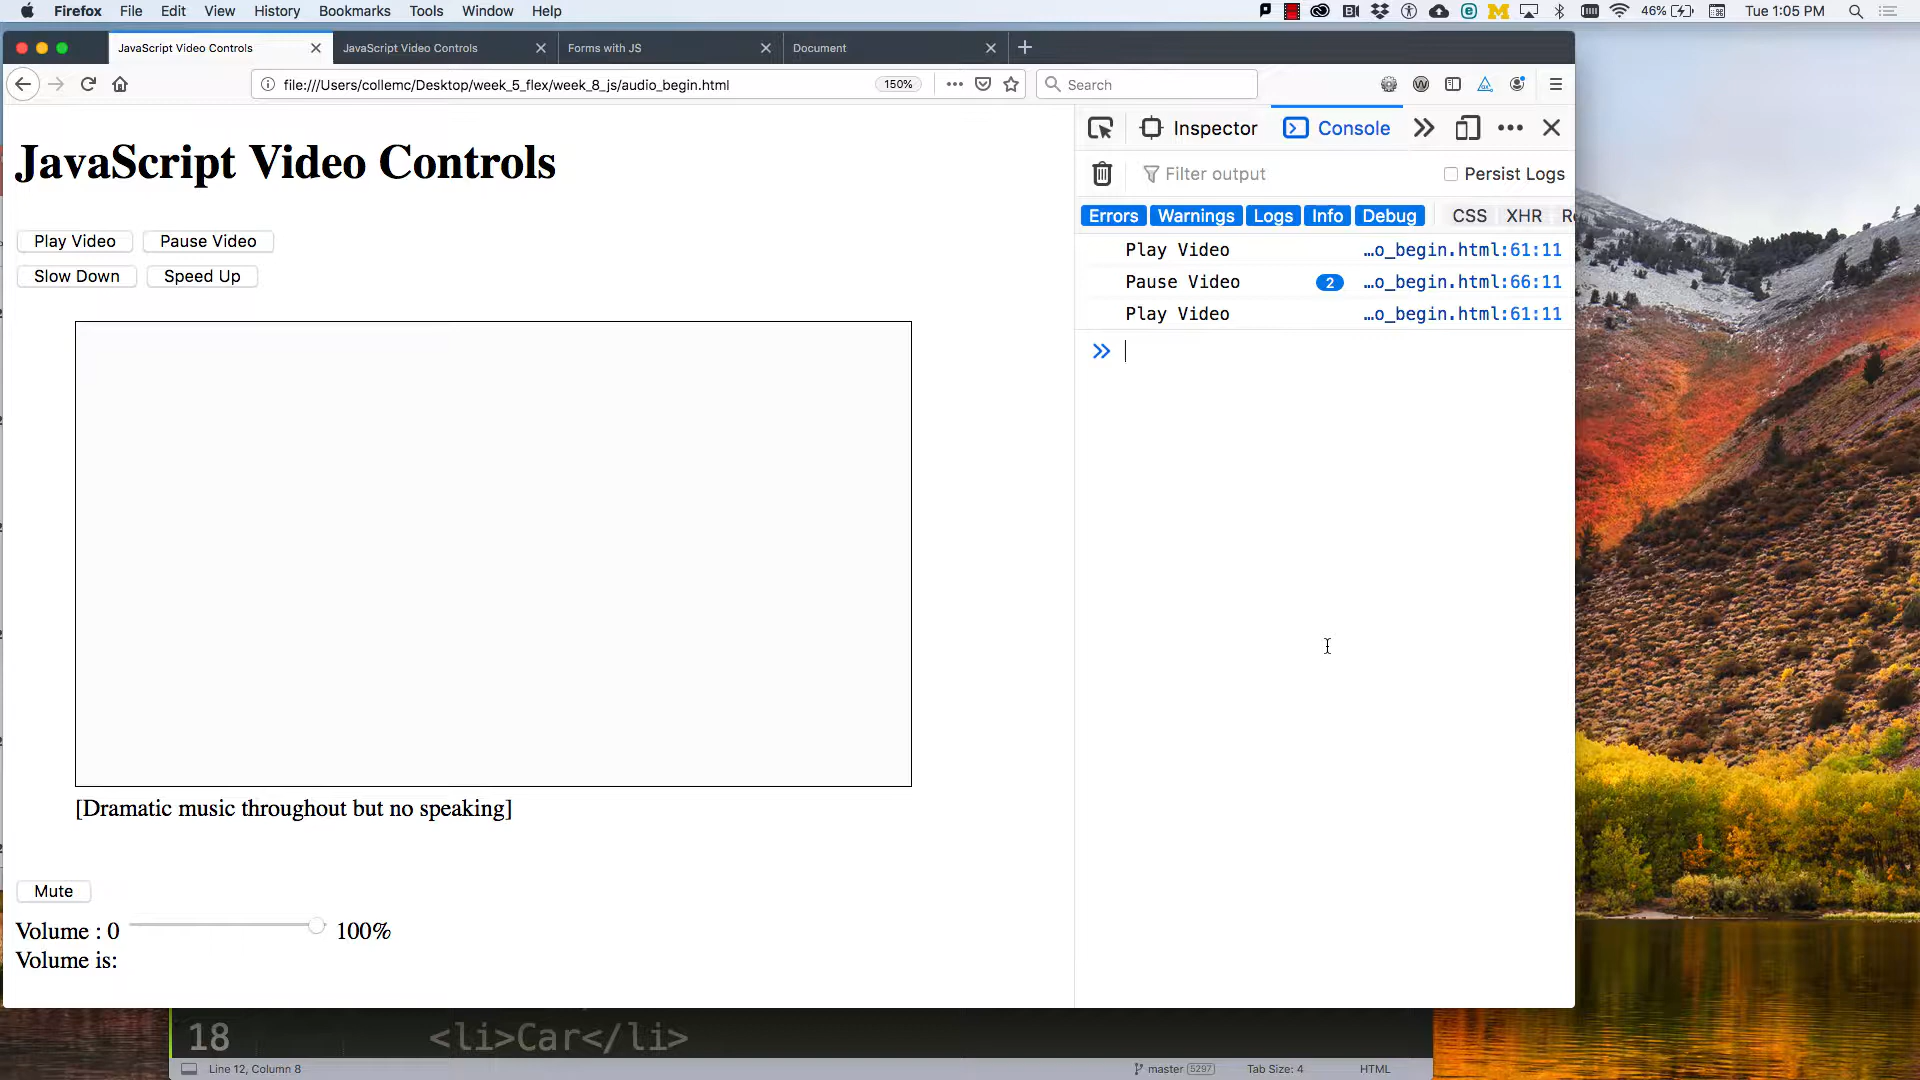 Firefox File Edit View History Bookmarks Tools Window Help 46% Tue 1:05 PM
JavaScript Video Controls JavaScript Video Controls Forms with JS Document
file:///Users/collemc/Desktop/week_5_flex/week_8_js/audio_begin.html 150% Search
JavaScript Video Controls
Play Video Pause Video
Slow Down Speed Up
[Dramatic music throughout but no speaking]
Mute
Volume : 0 100%
Volume is:
Inspector Console
Filter output Persist Logs
Errors Warnings Logs Info Debug CSS XHR
Play Video …o_begin.html:61:11
Pause Video 2 …o_begin.html:66:11
Play Video …o_begin.html:61:11
18 <li>Car</li>
Line 12, Column 8 master 5297 Tab Size: 4 HTML